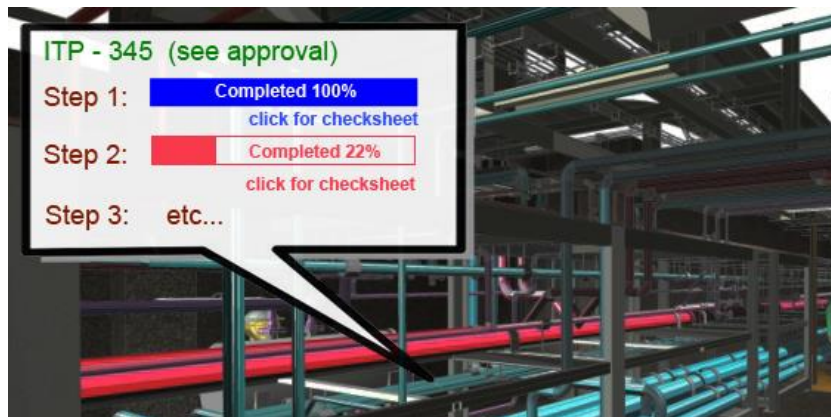 ITP - 345 (see approval)
Step 1: Completed 100%
click for checksheet
Step 2: Completed 22%
click for checksheet
Step 3: etc...